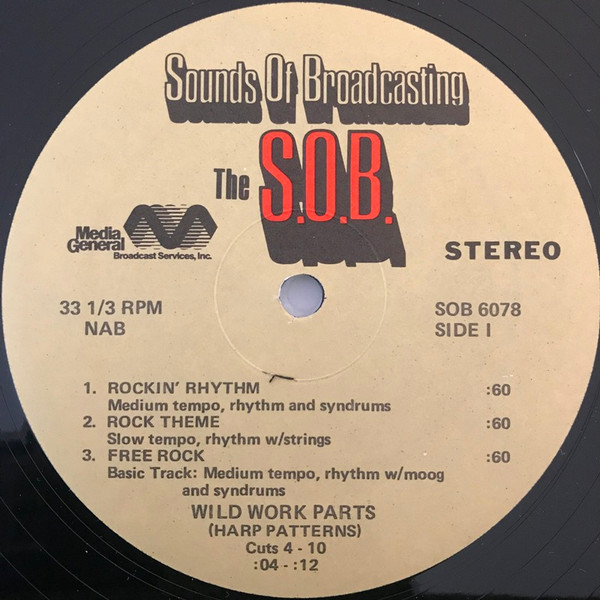 Sounds Of Broadcasting
The S.O.B.
Media
General
Broadcast Services, Inc.
STEREO
33 1/3 RPM
NAB
SOB 6078
SIDE I
1. ROCKIN' RHYTHM :60
Medium tempo, rhythm and syndrums
2. ROCK THEME :60
Slow tempo, rhythm w/strings
3. FREE ROCK :60
Basic Track: Medium tempo, rhythm w/moog
and syndrums
WILD WORK PARTS
(HARP PATTERNS)
Cuts 4 - 10
:04 - :12